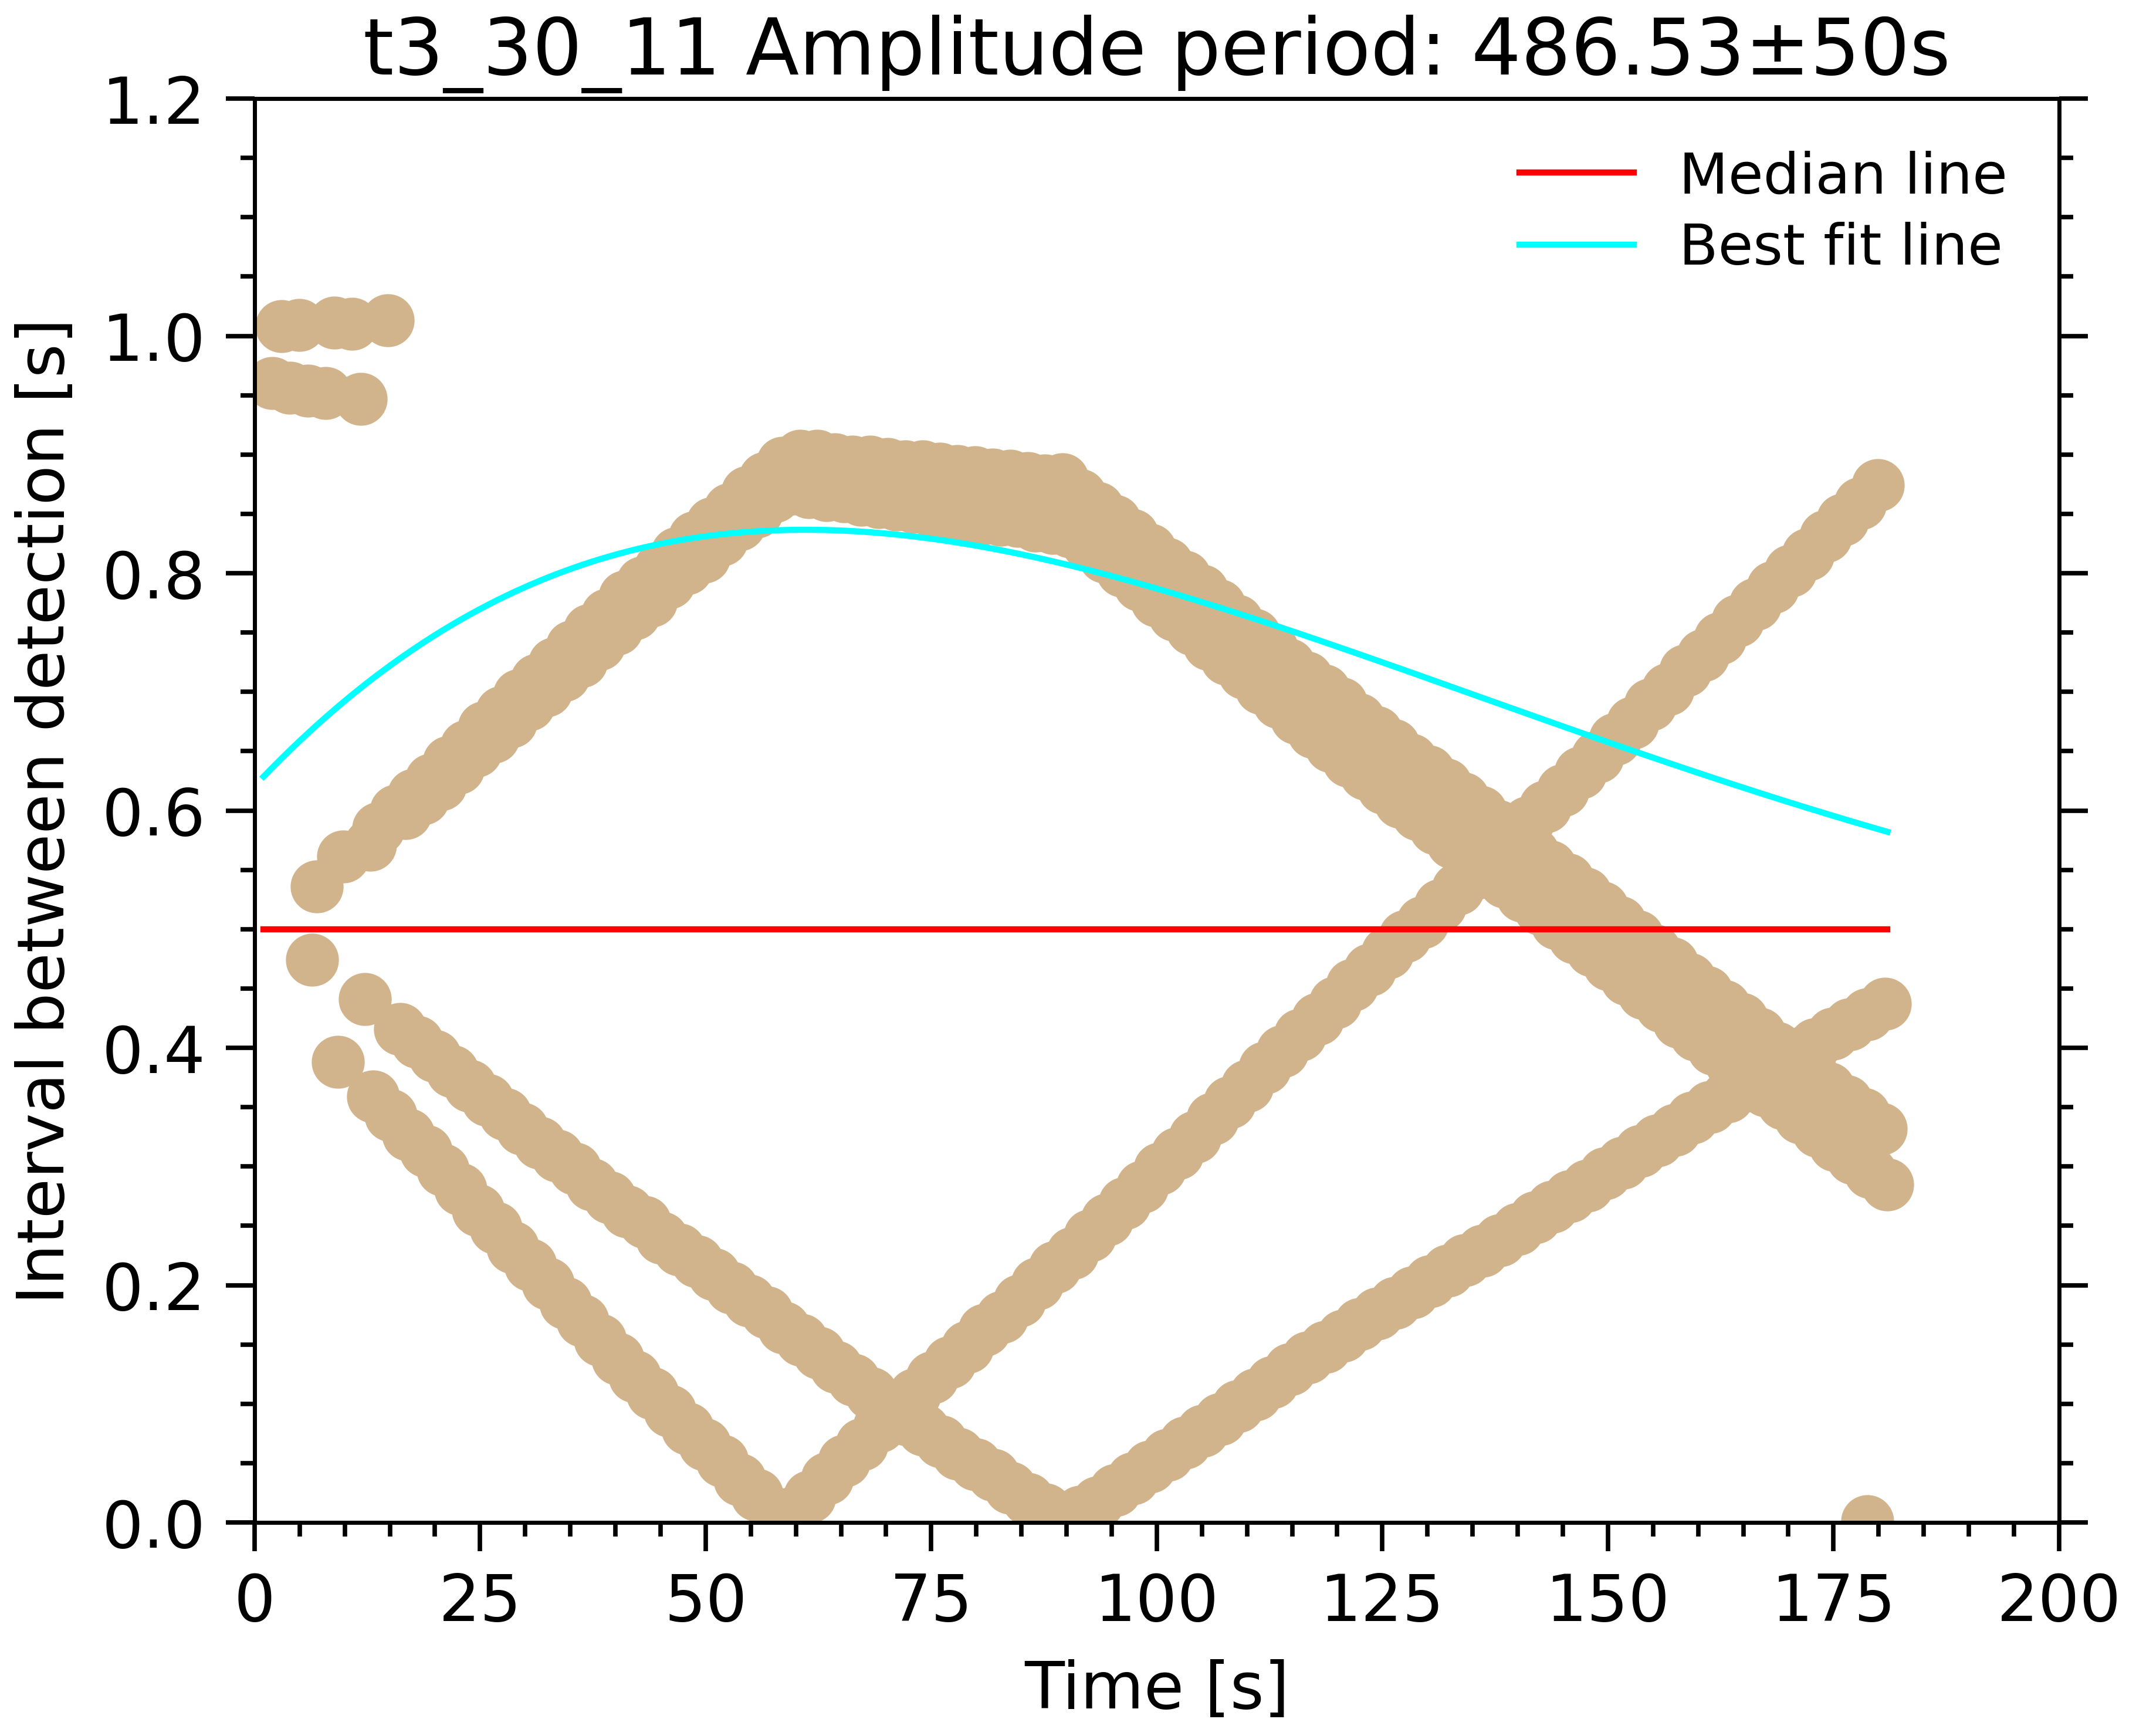 t3_30_11 Amplitude period: 486.53±50s
Median line
Best fit line
Interval between detection [s]
1.2
1.0
0.8
0.6
0.4
0.2
0.0
0 25 50 75 100 125 150 175 200
Time [s]